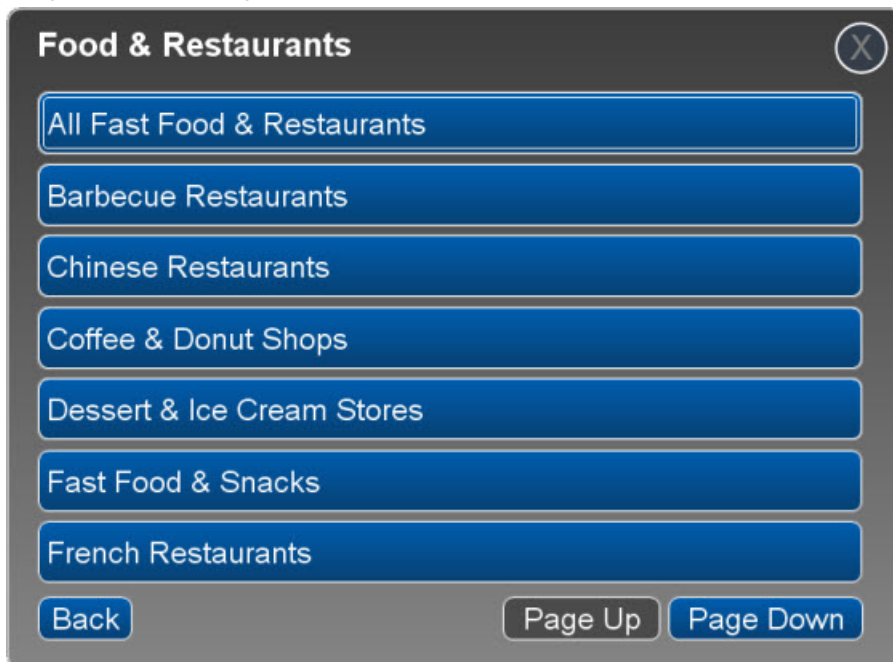 Food & Restaurants
X
All Fast Food & Restaurants
Barbecue Restaurants
Chinese Restaurants
Coffee & Donut Shops
Dessert & Ice Cream Stores
Fast Food & Snacks
French Restaurants
Back Page Up Page Down